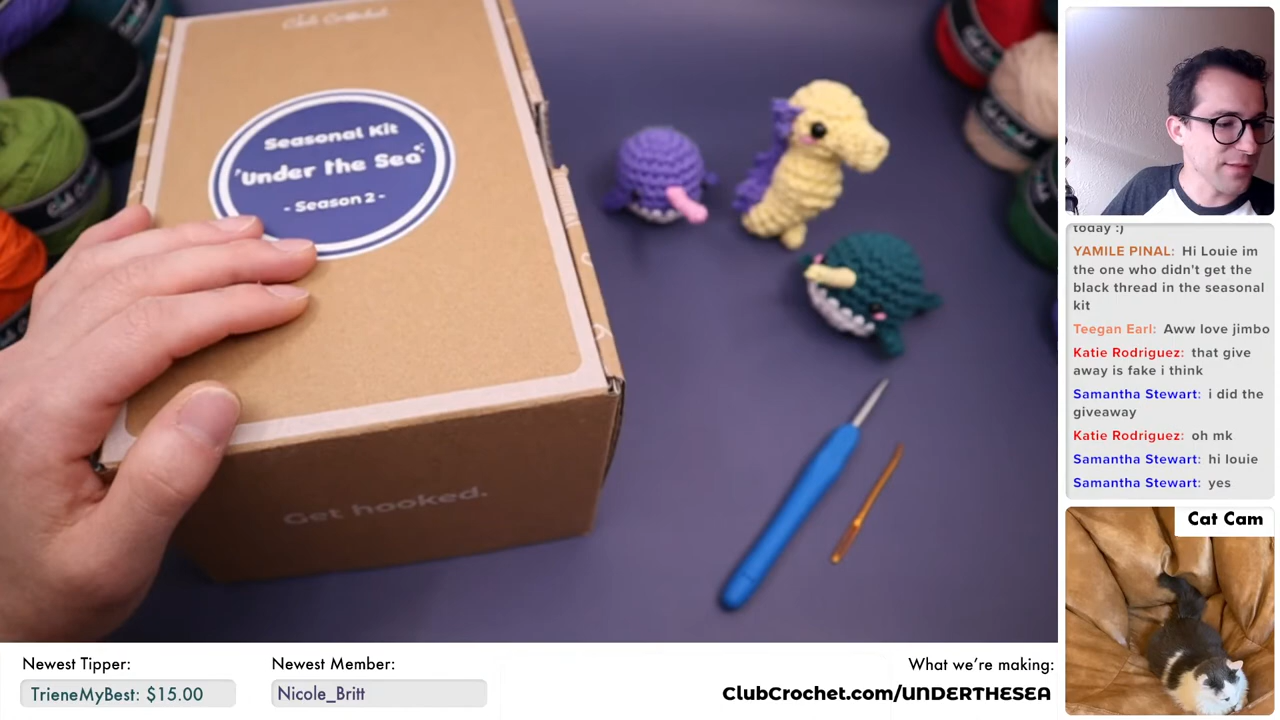 Club Crochet
Seasonal Kit
'Under the Sea'
- Season 2 -
Get hooked.
today :)
YAMILE PINAL: Hi Louie im
the one who didn't get the
black thread in the seasonal
kit
Teegan Earl: Aww love jimbo
Katie Rodriguez: that give
away is fake i think
Samantha Stewart: i did the
giveaway
Katie Rodriguez: oh mk
Samantha Stewart: hi louie
Samantha Stewart: yes
Cat Cam
Newest Tipper:
TrieneMyBest: $15.00
Newest Member:
Nicole_Britt
What we're making:
ClubCrochet.com/UNDERTHESEA